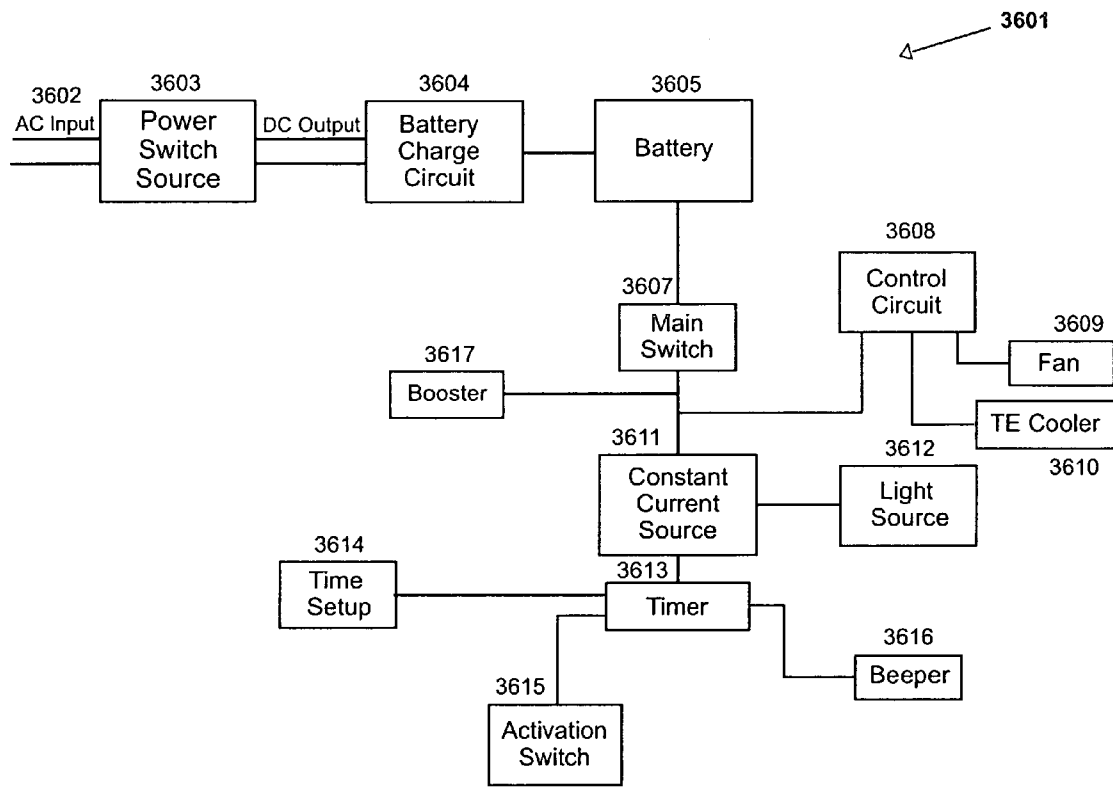 3601
3602
AC Input
3603
Power
Switch
Source
DC Output
3604
Battery
Charge
Circuit
3605
Battery
3607
Main
Switch
3608
Control
Circuit
3609
Fan
TE Cooler
3610
3617
Booster
3611
Constant
Current
Source
3612
Light
Source
3614
Time
Setup
3613
Timer
3616
Beeper
3615
Activation
Switch